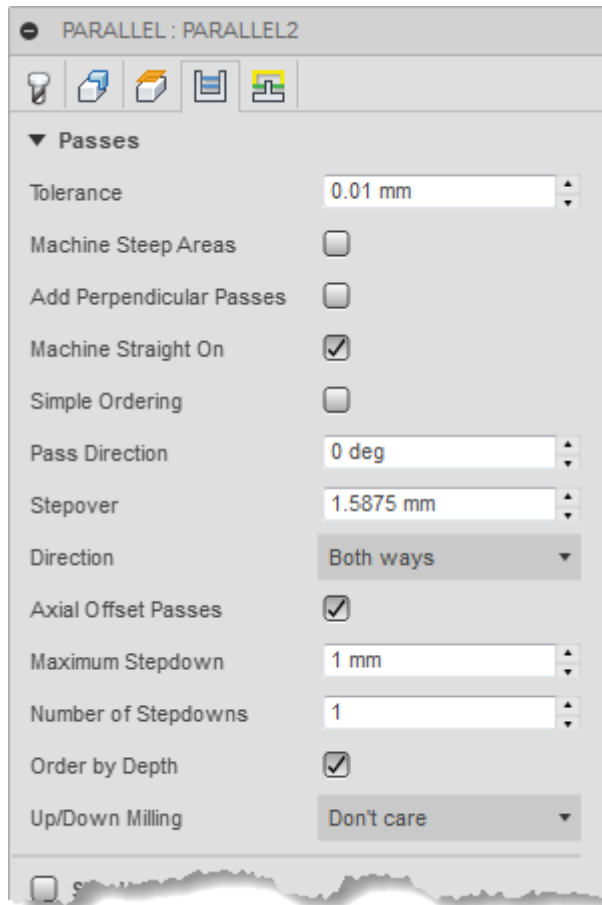 PARALLEL : PARALLEL2
Passes
Tolerance 0.01 mm
Machine Steep Areas
Add Perpendicular Passes
Machine Straight On
Simple Ordering
Pass Direction 0 deg
Stepover 1.5875 mm
Direction Both ways
Axial Offset Passes
Maximum Stepdown 1 mm
Number of Stepdowns 1
Order by Depth
Up/Down Milling Don't care